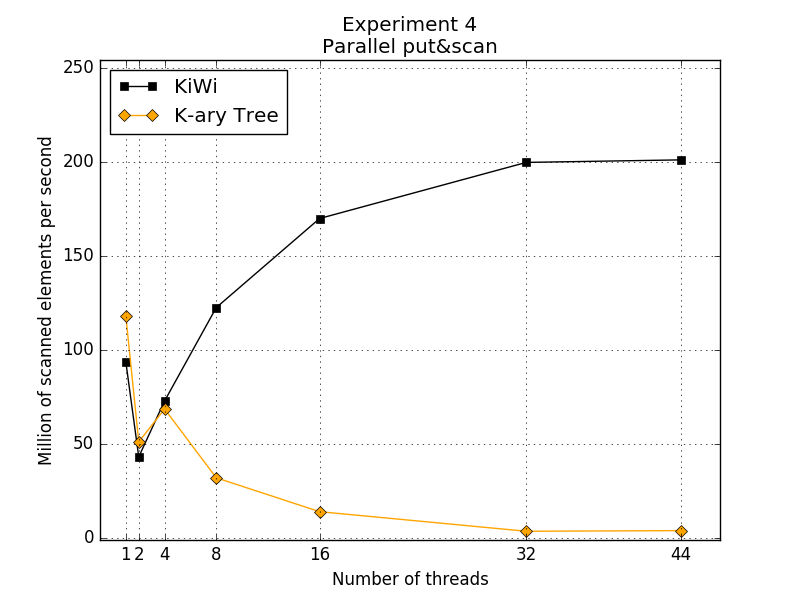 Experiment 4
Parallel put&scan
KiWi
K-ary Tree
Million of scanned elements per second
250
200
150
100
50
0
1 2 4 8 16 32 44
Number of threads